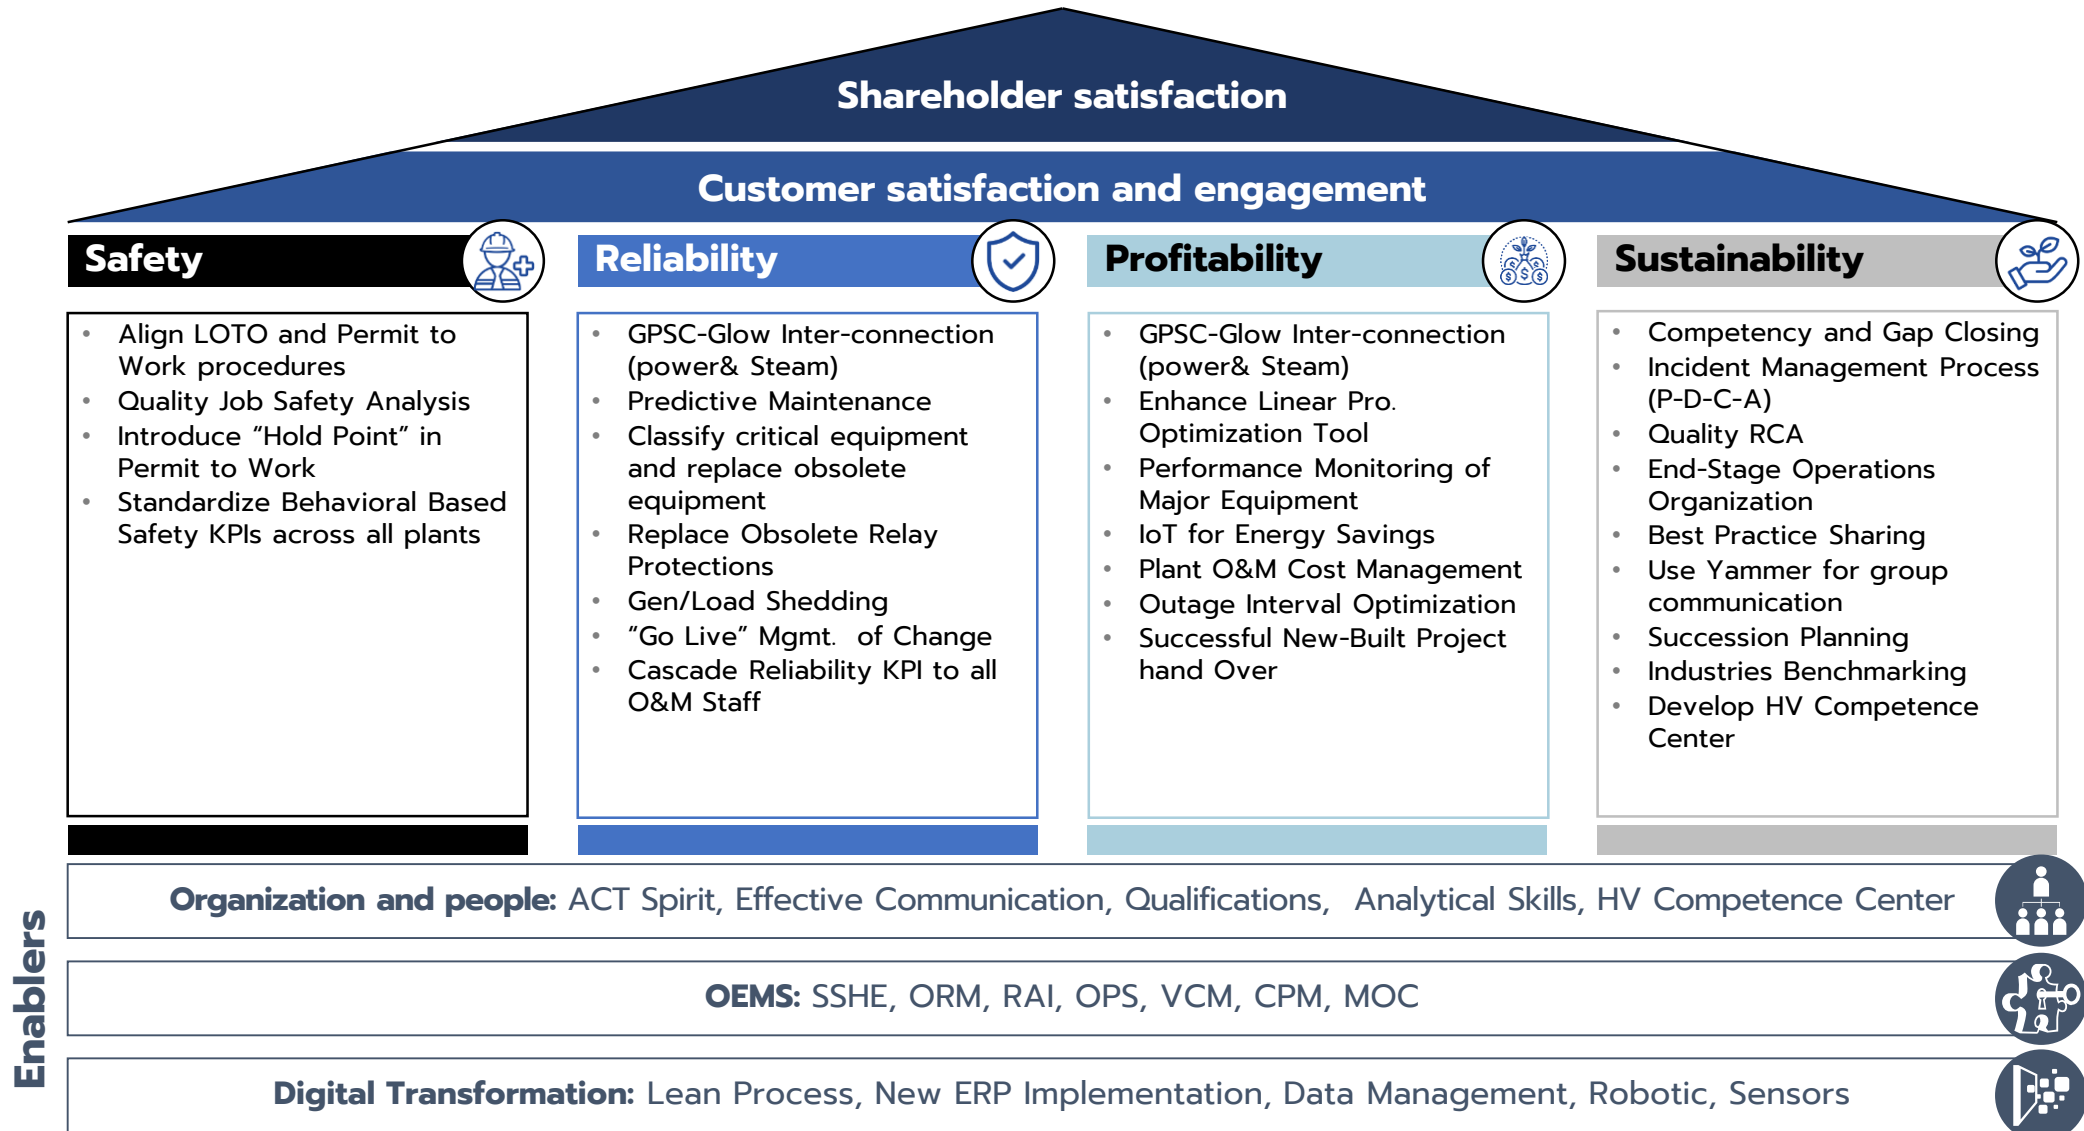 Shareholder satisfaction
Customer satisfaction and engagement
Safety
• Align LOTO and Permit to
Work procedures
• Quality Job Safety Analysis
• Introduce “Hold Point” in
Permit to Work
• Standardize Behavioral Based
Safety KPIs across all plants
Reliability
• GPSC-Glow Inter-connection
(power& Steam)
• Predictive Maintenance
• Classify critical equipment
and replace obsolete
equipment
• Replace Obsolete Relay
Protections
• Gen/Load Shedding
• “Go Live” Mgmt. of Change
• Cascade Reliability KPI to all
O&M Staff
Profitability
• GPSC-Glow Inter-connection
(power& Steam)
• Enhance Linear Pro.
Optimization Tool
• Performance Monitoring of
Major Equipment
• IoT for Energy Savings
• Plant O&M Cost Management
• Outage Interval Optimization
• Successful New-Built Project
hand Over
Sustainability
• Competency and Gap Closing
• Incident Management Process
(P-D-C-A)
• Quality RCA
• End-Stage Operations
Organization
• Best Practice Sharing
• Use Yammer for group
communication
• Succession Planning
• Industries Benchmarking
• Develop HV Competence
Center
Enablers
Organization and people: ACT Spirit, Effective Communication, Qualifications, Analytical Skills, HV Competence Center
OEMS: SSHE, ORM, RAI, OPS, VCM, CPM, MOC
Digital Transformation: Lean Process, New ERP Implementation, Data Management, Robotic, Sensors